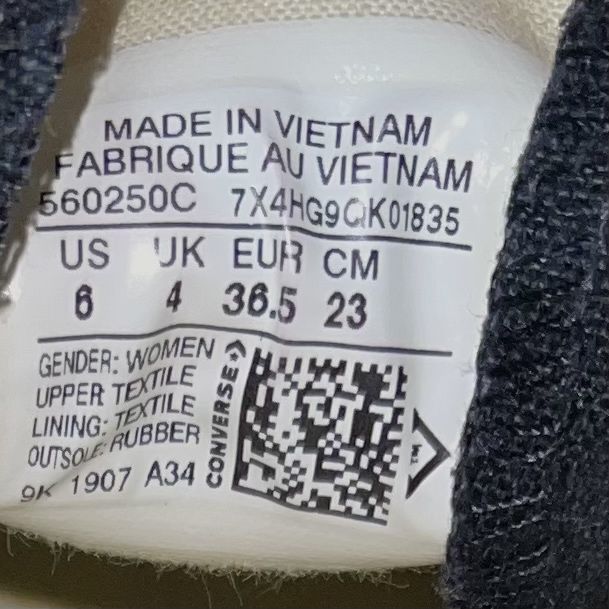 MADE IN VIETNAM
FABRIQUE AU VIETNAM
560250C 7X4HG9QK01835
US UK EUR CM
6 4 36.5 23
GENDER: WOMEN
UPPER TEXTILE
LINING: TEXTILE
OUTSOLE: RUBBER
9K 1907 A34
CONVERSE